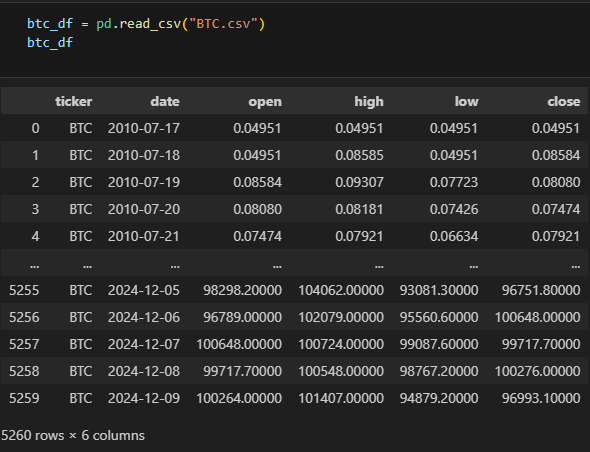 btc_df = pd.read_csv("BTC.csv")
btc_df
ticker date open high low close
0 BTC 2010-07-17 0.04951 0.04951 0.04951 0.04951
1 BTC 2010-07-18 0.04951 0.08585 0.04951 0.08584
2 BTC 2010-07-19 0.08584 0.09307 0.07723 0.08080
3 BTC 2010-07-20 0.08080 0.08181 0.07426 0.07474
4 BTC 2010-07-21 0.07474 0.07921 0.06634 0.07921
... ... ... ... ... ... ...
5255 BTC 2024-12-05 98298.20000 104062.00000 93081.30000 96751.80000
5256 BTC 2024-12-06 96789.00000 102079.00000 95560.60000 100648.00000
5257 BTC 2024-12-07 100648.00000 100724.00000 99087.60000 99717.70000
5258 BTC 2024-12-08 99717.70000 100548.00000 98767.20000 100276.00000
5259 BTC 2024-12-09 100264.00000 101407.00000 94879.20000 96993.10000
5260 rows × 6 columns